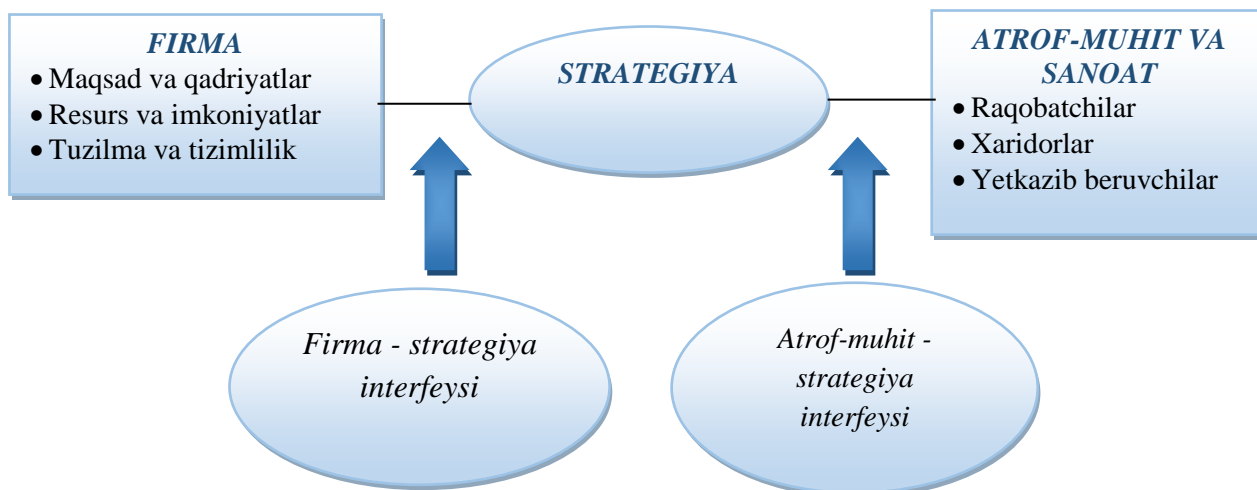 FIRMA
• Maqsad va qadriyatlar
• Resurs va imkoniyatlar
• Tuzilma va tizimlilik
STRATEGIYA
ATROF-MUHIT VA
SANOAT
• Raqobatchilar
• Xaridorlar
• Yetkazib beruvchilar
Firma - strategiya
interfeysi
Atrof-muhit -
strategiya
interfeysi